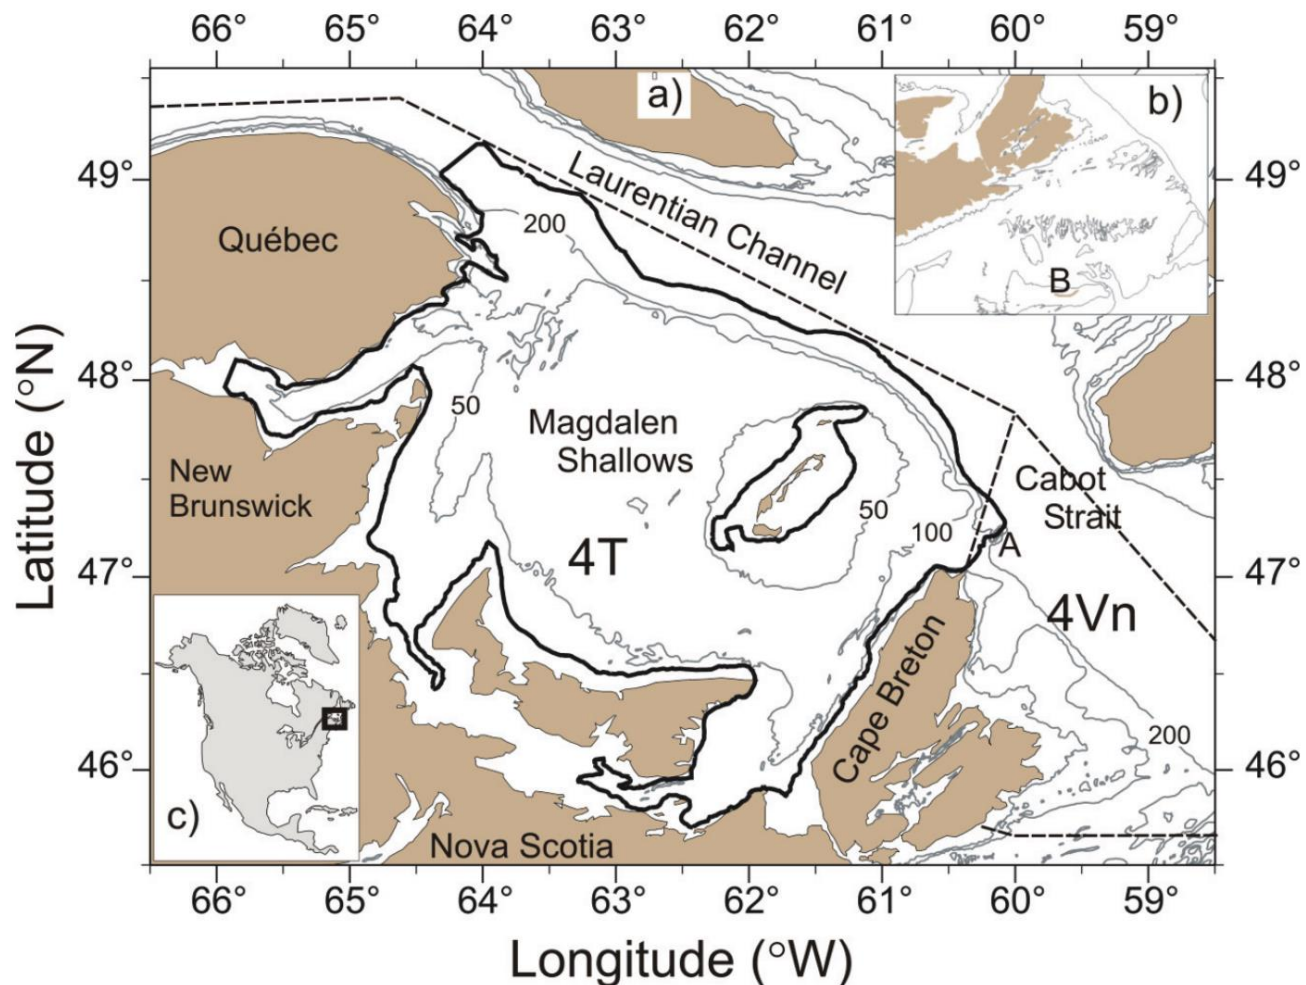 66° 65° 64° 63° 62° 61° 60° 59°
a)
b)
49° 49°
Laurentian Channel
200
Québec
B
48° 48°
50
Magdalen
Shallows
New
Brunswick
Cabot
Strait
50
100
A
4T
47° 47°
4Vn
Cape Breton
200
46° 46°
c)
Nova Scotia
66° 65° 64° 63° 62° 61° 60° 59°
Latitude (°N)
Longitude (°W)